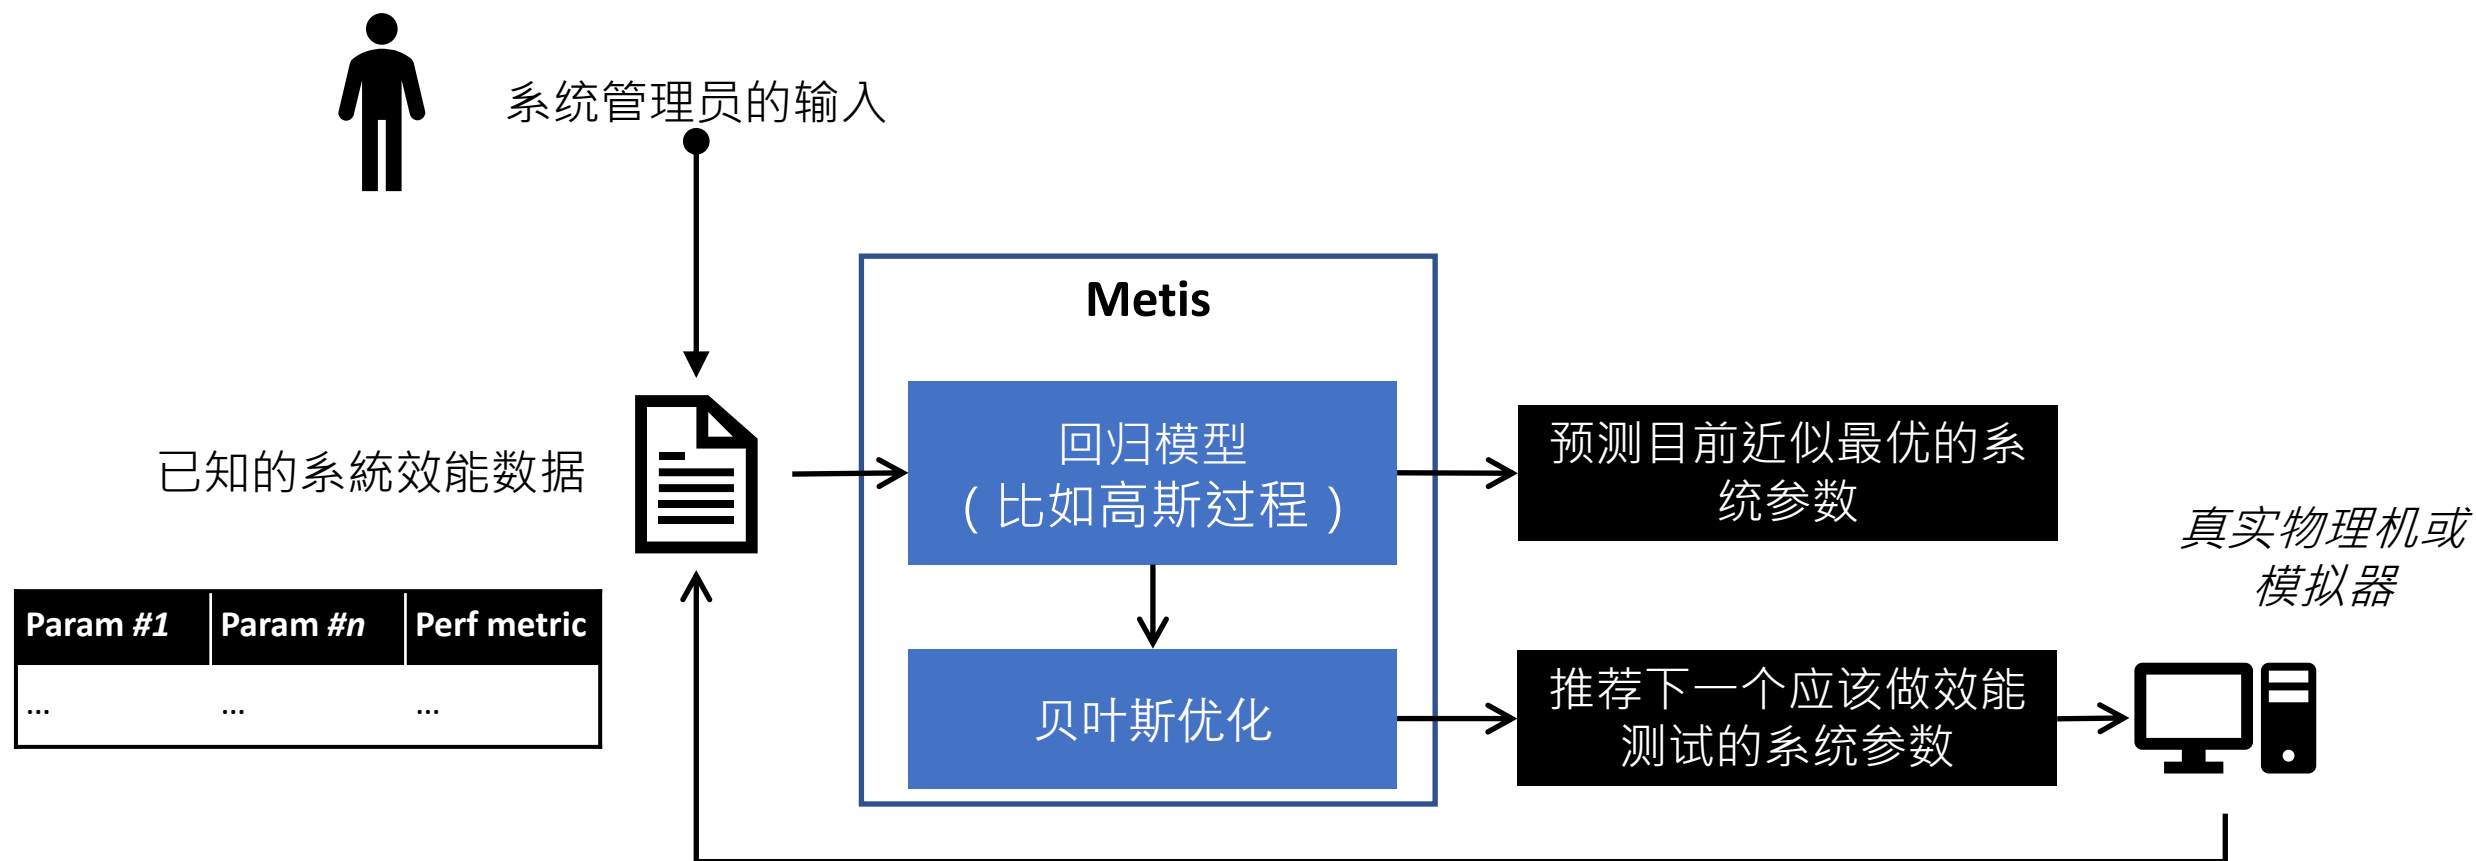 系统管理员的输入
Metis
回归模型
（比如高斯过程）
预测目前近似最优的系
统参数
已知的系統效能数据
真实物理机或
模拟器
Param #1 Param #n Perf metric
... ... ...
贝叶斯优化
推荐下一个应该做效能
测试的系统参数